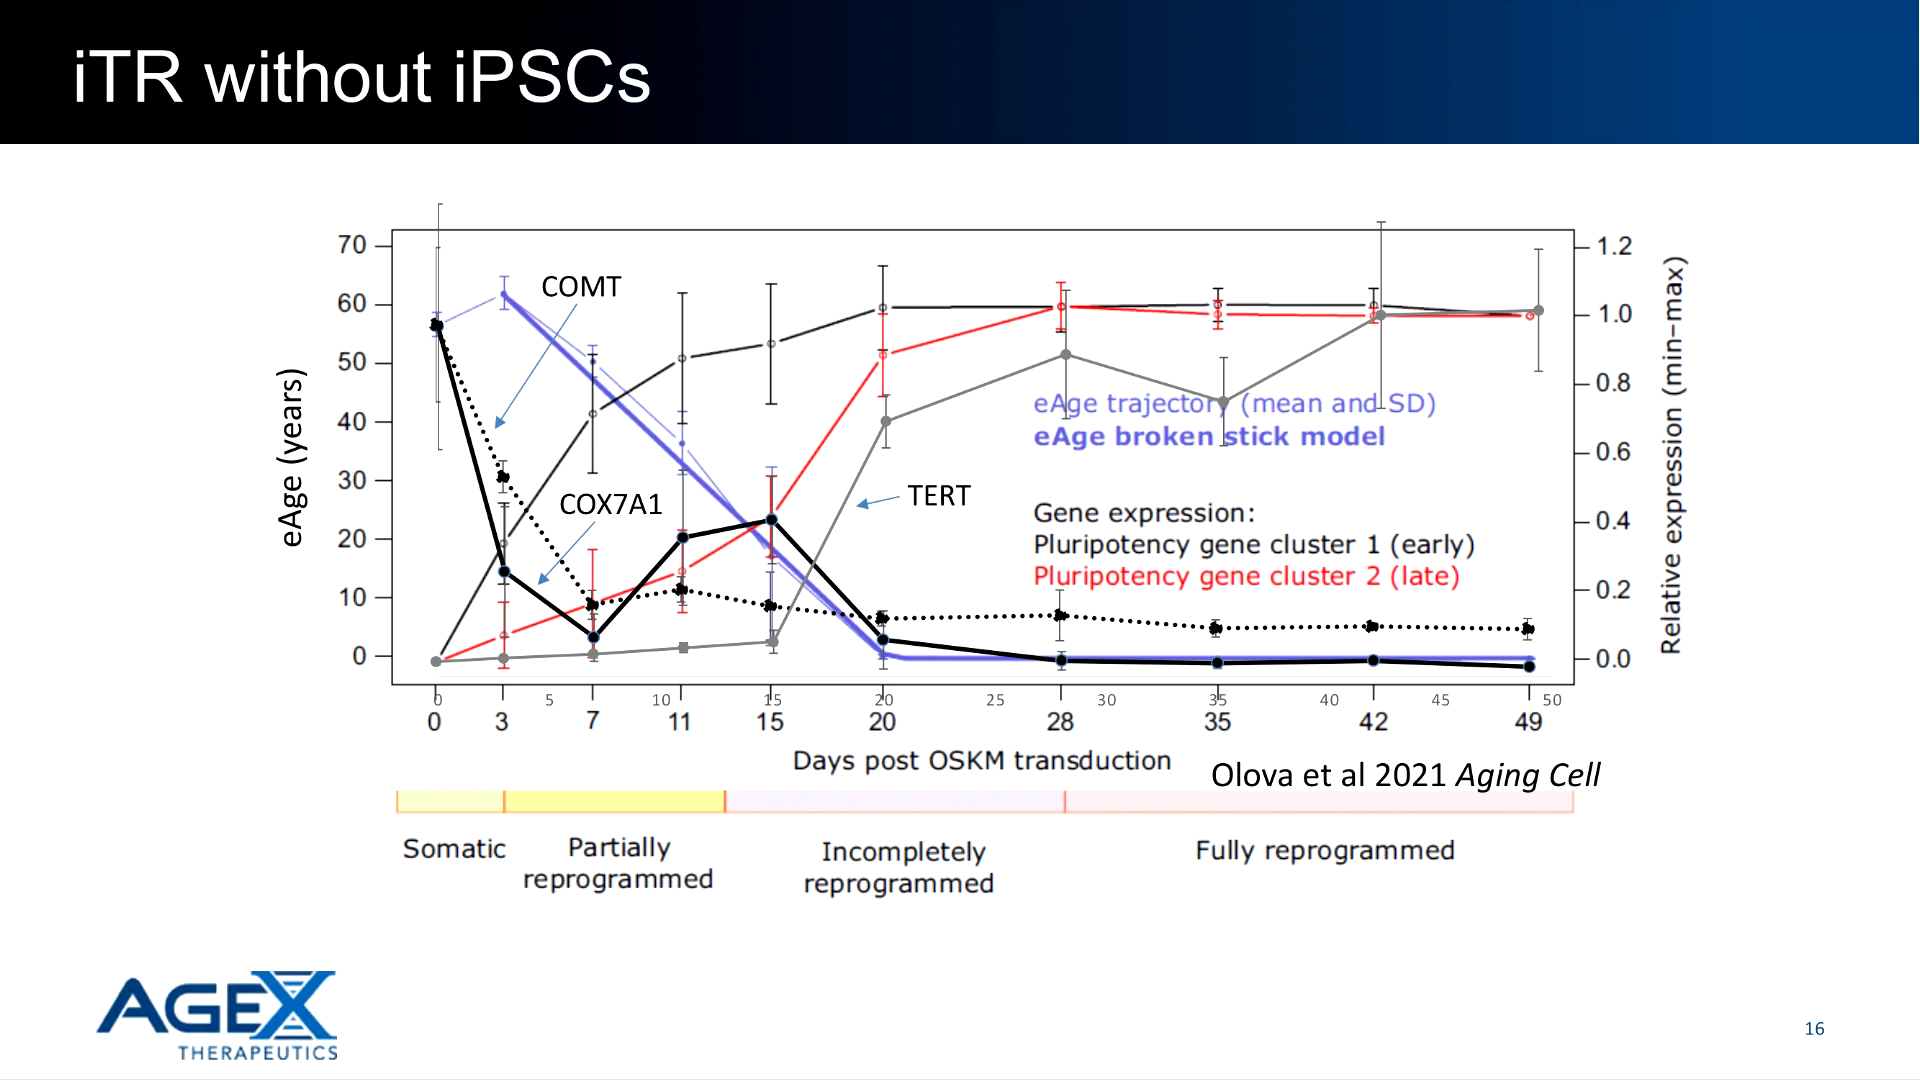 iTR without iPSCs
70
60
50
40
30
20
10
0
eAge (years)
1.2
1.0
0.8
0.6
0.4
0.2
0.0
Relative expression (min–max)
COMT
COX7A1
TERT
eAge trajectory (mean and SD)
eAge broken stick model
Gene expression:
Pluripotency gene cluster 1 (early)
Pluripotency gene cluster 2 (late)
0 5 10 15 20 25 30 35 40 45 50
0 3 7 11 15 20 28 35 42 49
Days post OSKM transduction
Olova et al 2021 Aging Cell
Somatic
Partially
reprogrammed
Incompletely
reprogrammed
Fully reprogrammed
AGEX
THERAPEUTICS
16